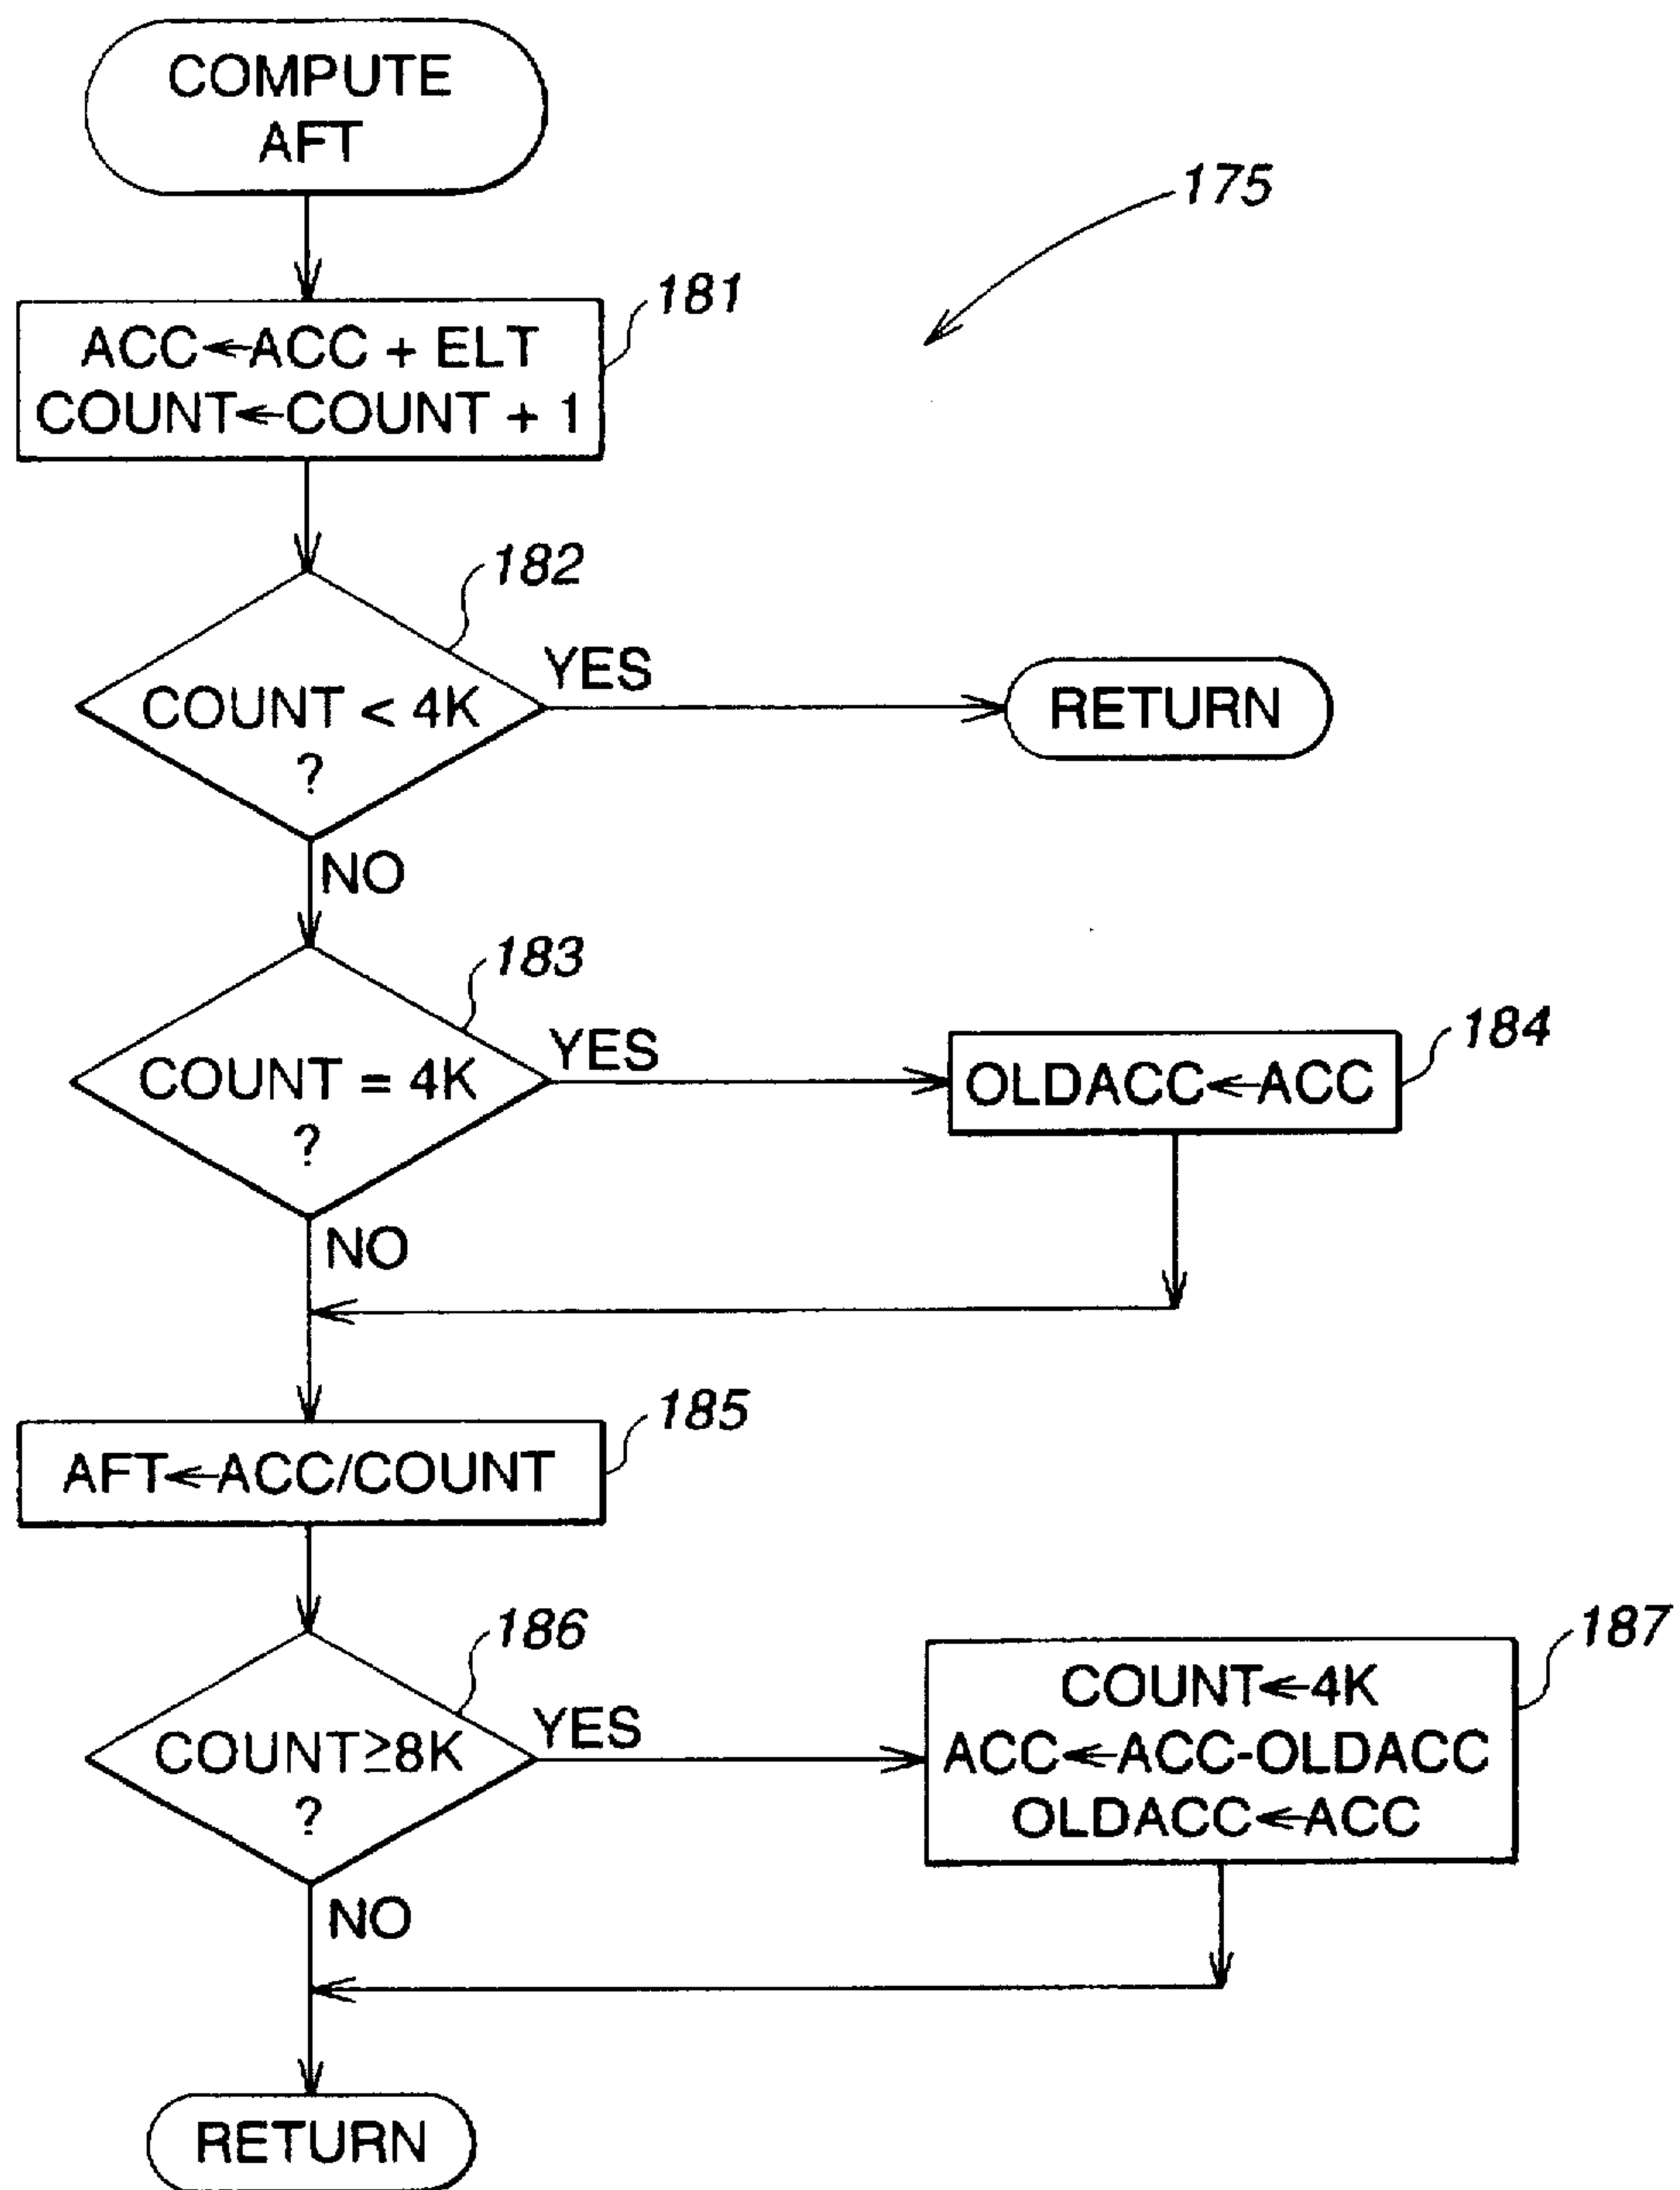 COMPUTE
AFT
175
181
ACC←ACC + ELT
COUNT←COUNT + 1
182
COUNT < 4K
?
YES
RETURN
NO
183
COUNT = 4K
?
YES
184
OLDACC←ACC
NO
185
AFT←ACC/COUNT
186
COUNT≥8K
?
YES
187
COUNT←4K
ACC←ACC-OLDACC
OLDACC←ACC
NO
RETURN